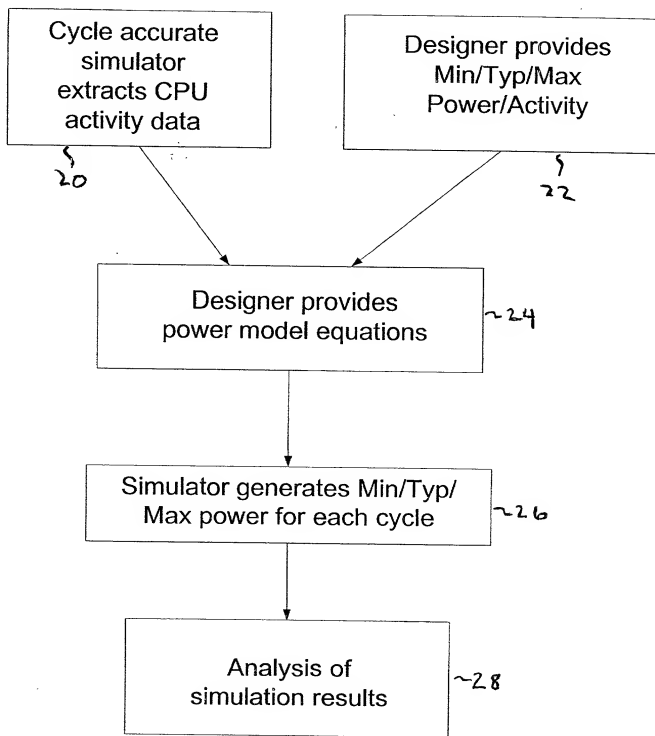 Cycle accurate
simulator
extracts CPU
activity data
20
Designer provides
Min/Typ/Max
Power/Activity
22
Designer provides
power model equations
~24
Simulator generates Min/Typ/
Max power for each cycle
~26
Analysis of
simulation results
~28